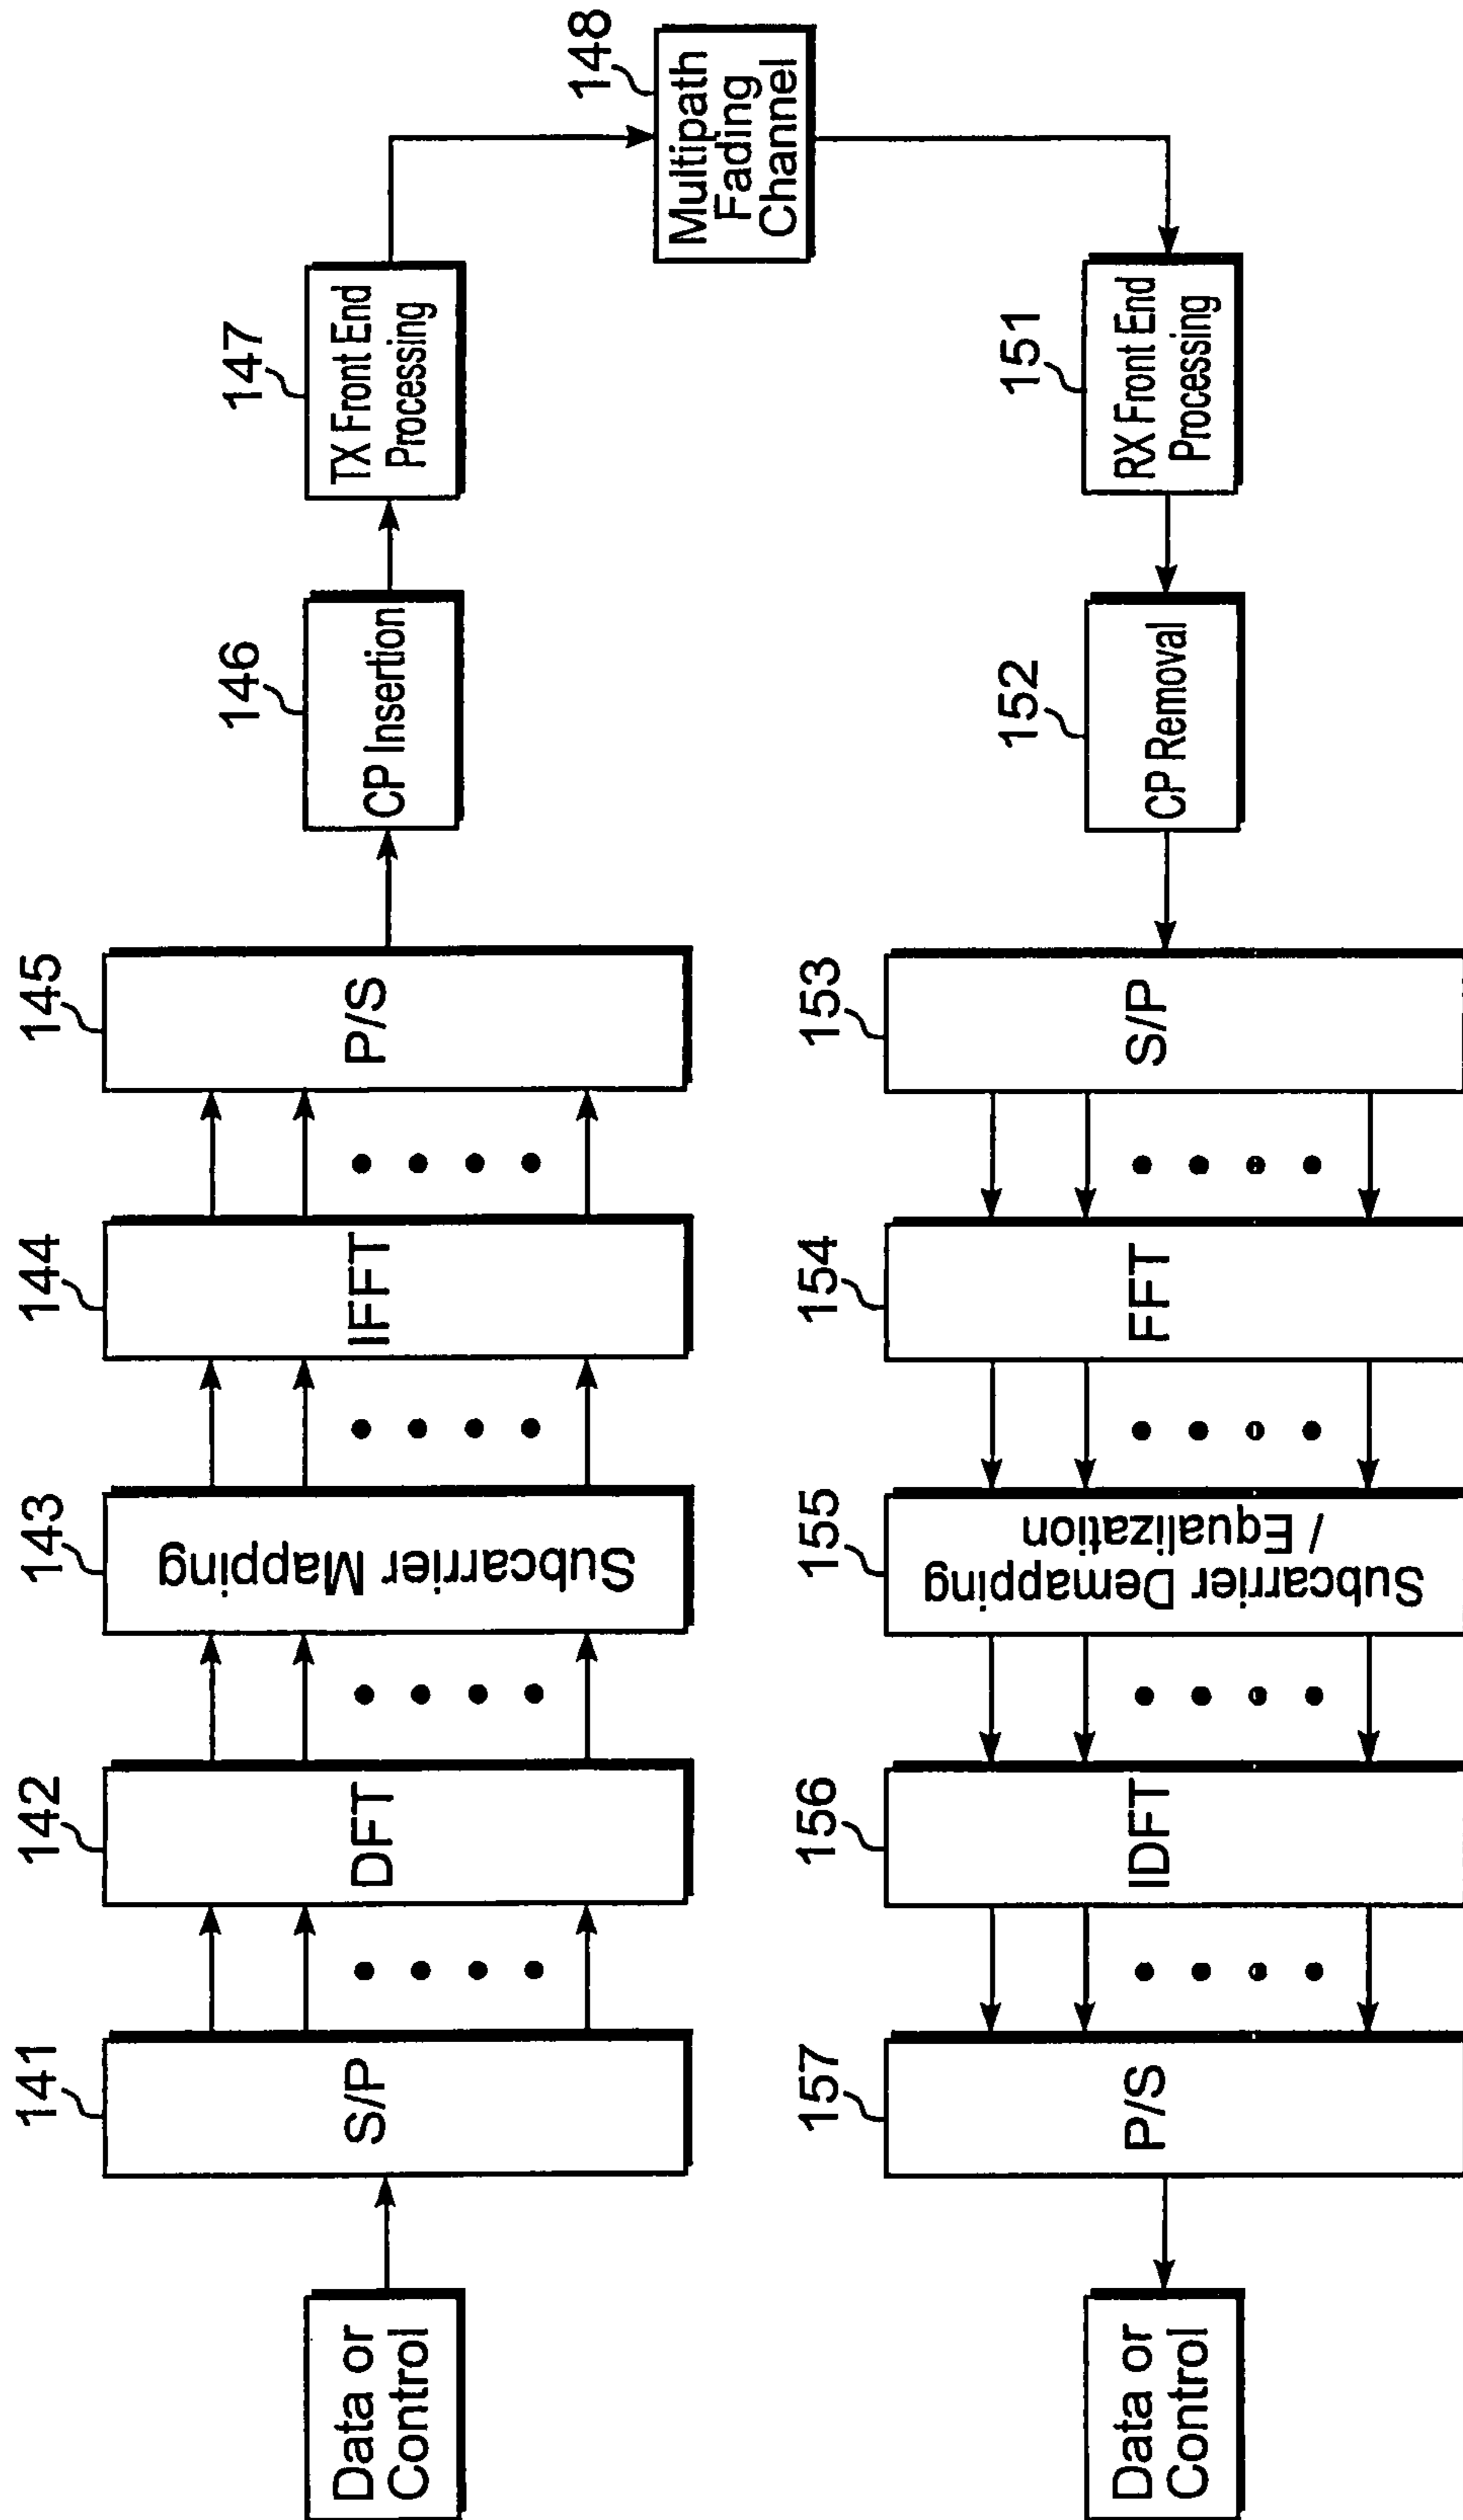 Data or
Control
141
S/P
142
DFT
143
Subcarrier Mapping
144
IFFT
145
P/S
146
CP Insertion
147
TX Front End
Processing
148
Multipath
Fading
Channel
151
RX Front End
Processing
152
CP Removal
153
S/P
154
FFT
155
Subcarrier Demapping
/ Equalization
156
IDFT
157
P/S
Data or
Control